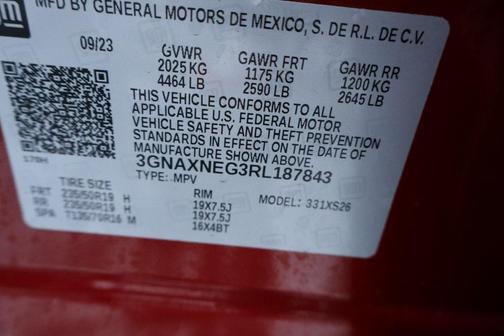 MFD BY GENERAL MOTORS DE MEXICO, S. DE R.L. DE C.V.
gm
09/23 GVWR GAWR FRT GAWR RR
2025 KG 1175 KG 1200 KG
4464 LB 2590 LB 2645 LB
THIS VEHICLE CONFORMS TO ALL
APPLICABLE U.S. FEDERAL MOTOR
VEHICLE SAFETY AND THEFT PREVENTION
STANDARDS IN EFFECT ON THE DATE OF
MANUFACTURE SHOWN ABOVE.
3GNAXNEG3RL187843
TYPE: MPV MODEL: 331XS26
TIRE SIZE RIM
FRT 235/50R19 H 19X7.5J
RR 235/50R19 H 19X7.5J
SPA T135/70R16 M 16X4BT